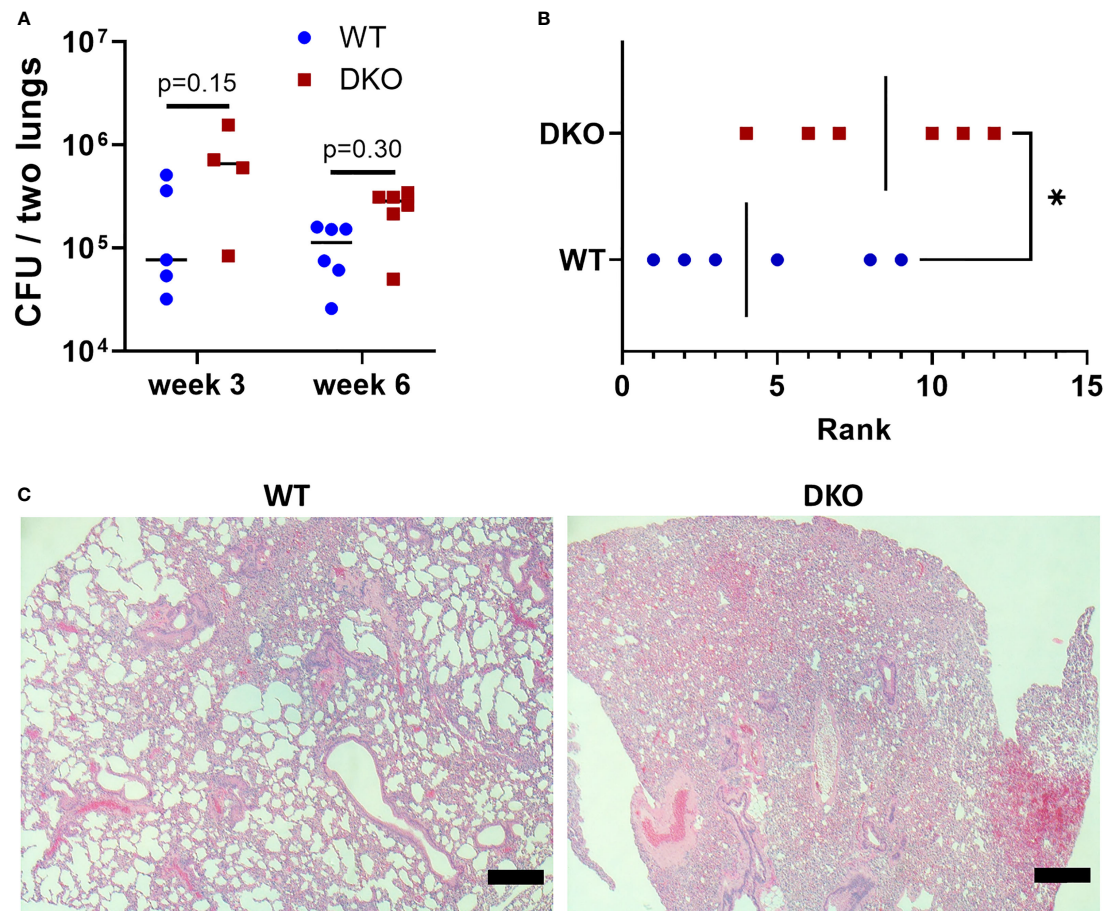 A
CFU / two lungs
10⁷
10⁶
10⁵
10⁴
WT
DKO
p=0.15
p=0.30
week 3
week 6
B
DKO
WT
*
0
5
10
15
Rank
C
WT
DKO